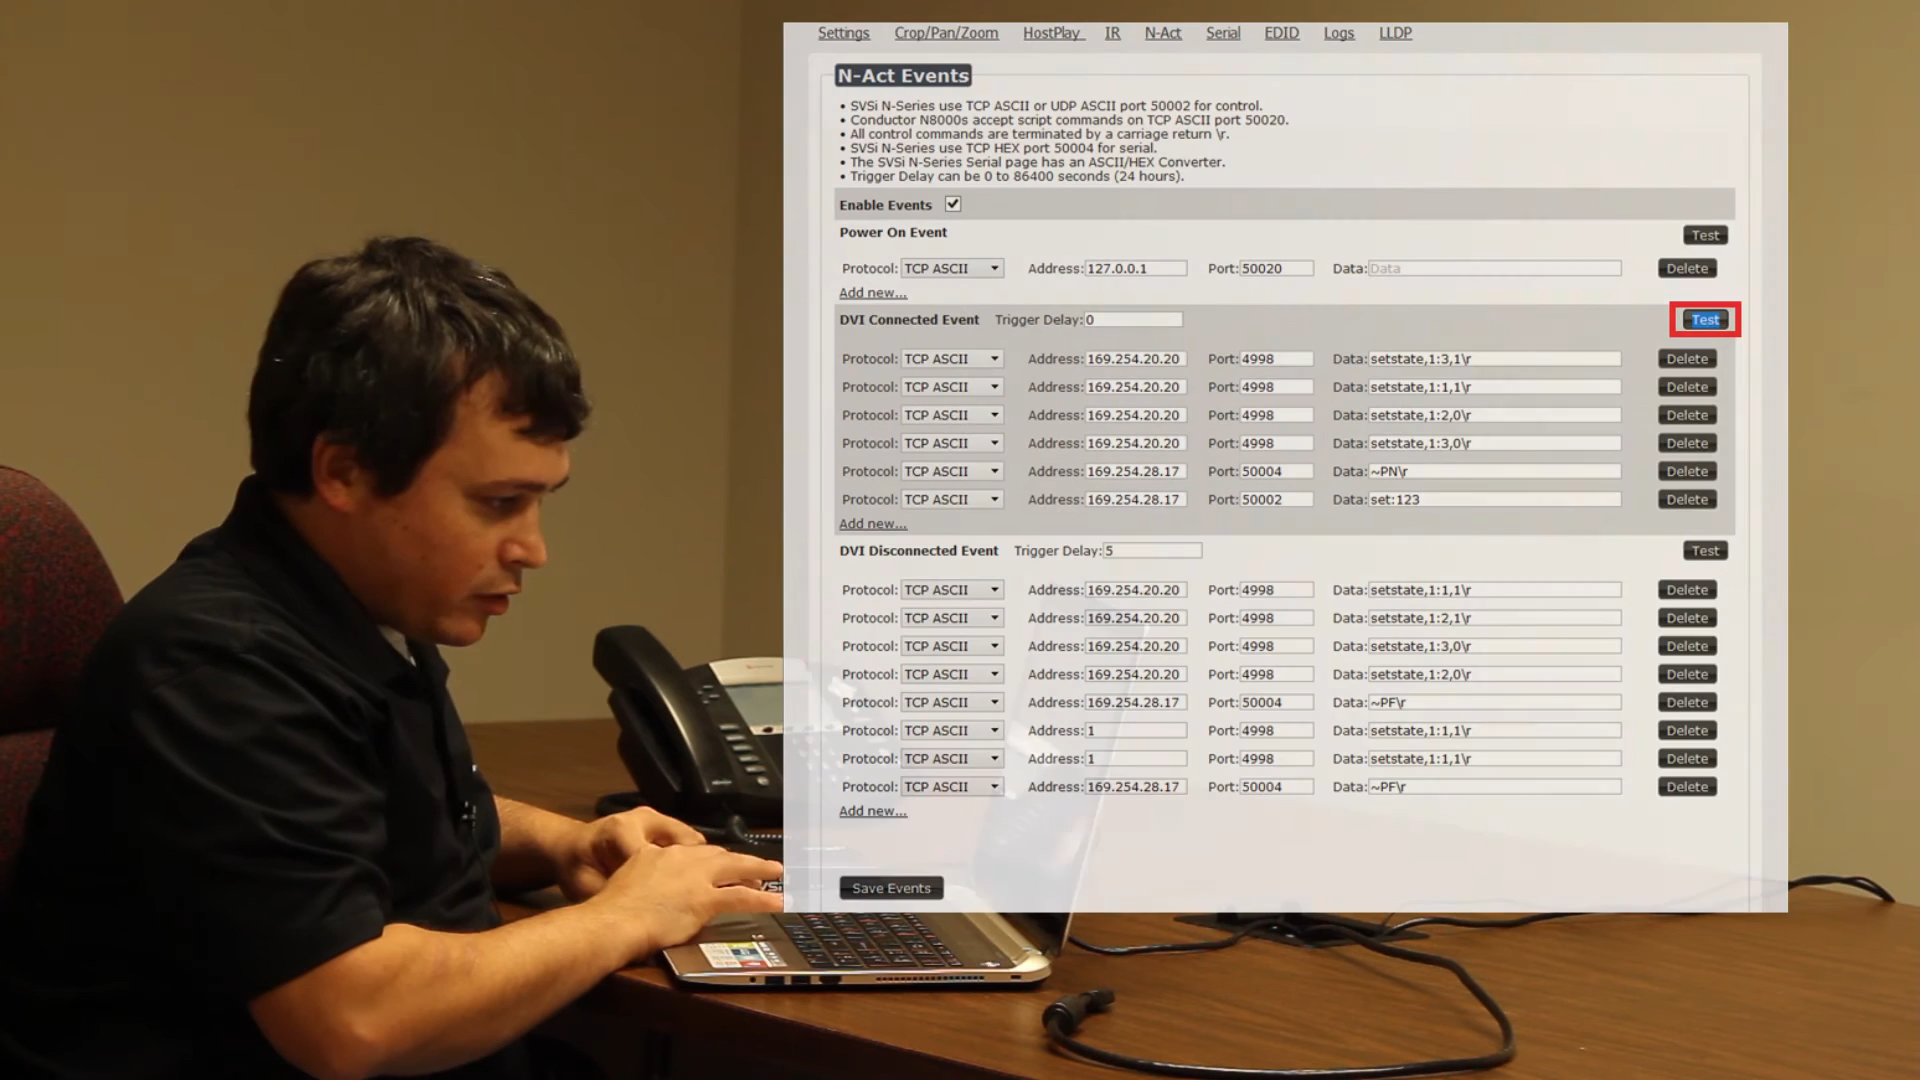 Settings Crop/Pan/Zoom HostPlay IR N-Act Serial EDID Logs LLDP
N-Act Events
• SVSi N-Series use TCP ASCII or UDP ASCII port 50002 for control.
• Conductor N8000s accept script commands on TCP ASCII port 50020.
• All control commands are terminated by a carriage return \r.
• SVSi N-Series use TCP HEX port 50004 for serial.
• The SVSi N-Series Serial page has an ASCII/HEX Converter.
• Trigger Delay can be 0 to 86400 seconds (24 hours).
Enable Events
Power On Event Test
Protocol: TCP ASCII Address: 127.0.0.1 Port: 50020 Data: Data Delete
Add new...
DVI Connected Event Trigger Delay: 0 Test
Protocol: TCP ASCII Address: 169.254.20.20 Port: 4998 Data: setstate,1:3,1\r Delete
Protocol: TCP ASCII Address: 169.254.20.20 Port: 4998 Data: setstate,1:1,1\r Delete
Protocol: TCP ASCII Address: 169.254.20.20 Port: 4998 Data: setstate,1:2,0\r Delete
Protocol: TCP ASCII Address: 169.254.20.20 Port: 4998 Data: setstate,1:3,0\r Delete
Protocol: TCP ASCII Address: 169.254.28.17 Port: 50004 Data: ~PN\r Delete
Protocol: TCP ASCII Address: 169.254.28.17 Port: 50002 Data: set:123 Delete
Add new...
DVI Disconnected Event Trigger Delay: 5 Test
Protocol: TCP ASCII Address: 169.254.20.20 Port: 4998 Data: setstate,1:1,1\r Delete
Protocol: TCP ASCII Address: 169.254.20.20 Port: 4998 Data: setstate,1:2,1\r Delete
Protocol: TCP ASCII Address: 169.254.20.20 Port: 4998 Data: setstate,1:3,0\r Delete
Protocol: TCP ASCII Address: 169.254.20.20 Port: 4998 Data: setstate,1:2,0\r Delete
Protocol: TCP ASCII Address: 169.254.28.17 Port: 50004 Data: ~PF\r Delete
Protocol: TCP ASCII Address: 1 Port: 4998 Data: setstate,1:1,1\r Delete
Protocol: TCP ASCII Address: 1 Port: 4998 Data: setstate,1:1,1\r Delete
Protocol: TCP ASCII Address: 169.254.28.17 Port: 50004 Data: ~PF\r Delete
Add new...
Save Events